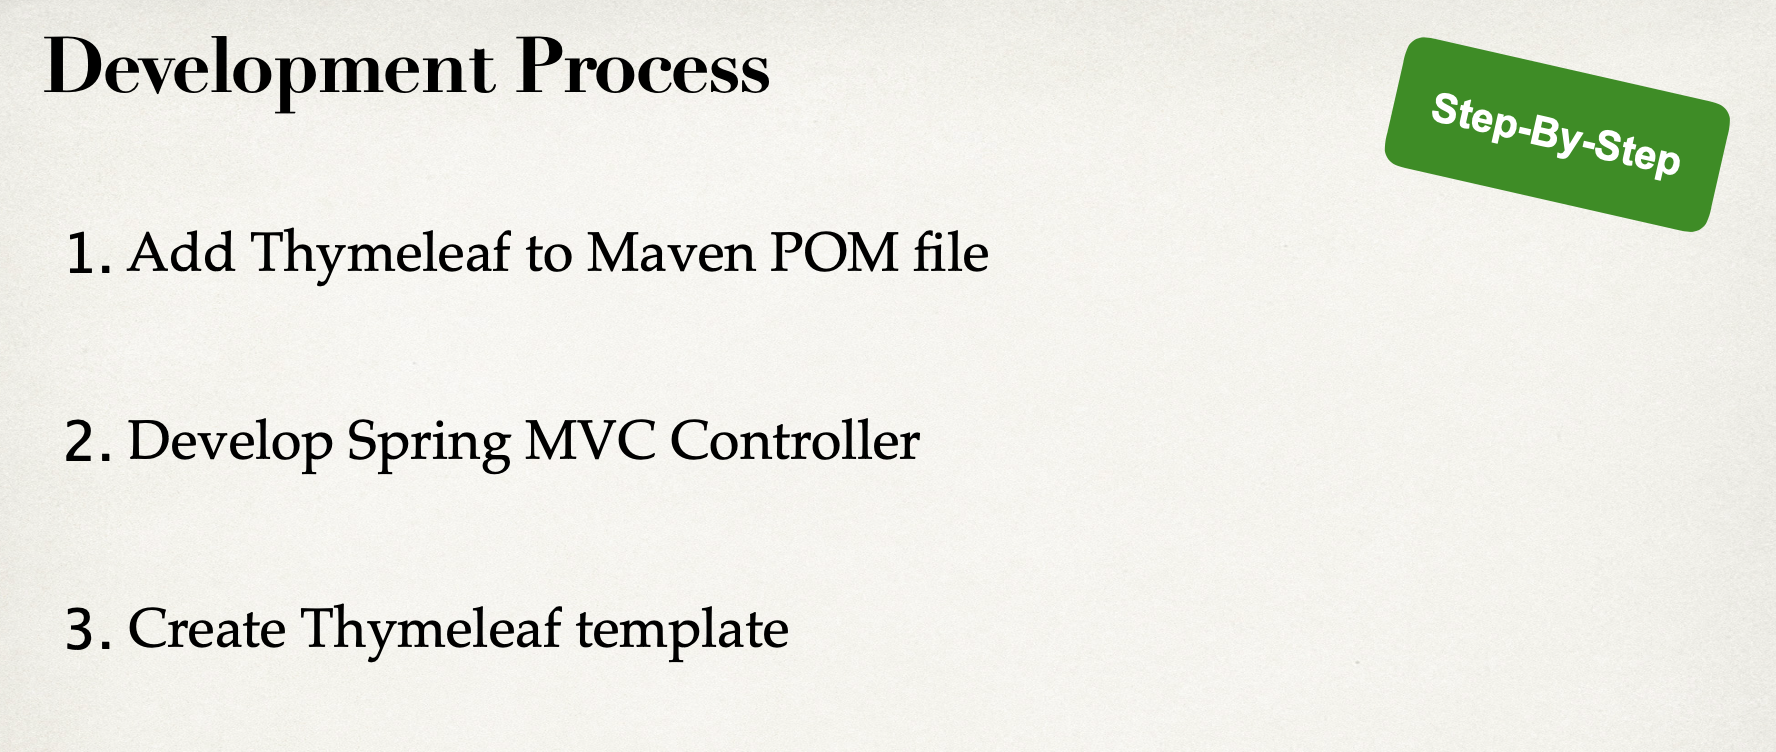 Development Process
Step-By-Step
1. Add Thymeleaf to Maven POM file
2. Develop Spring MVC Controller
3. Create Thymeleaf template